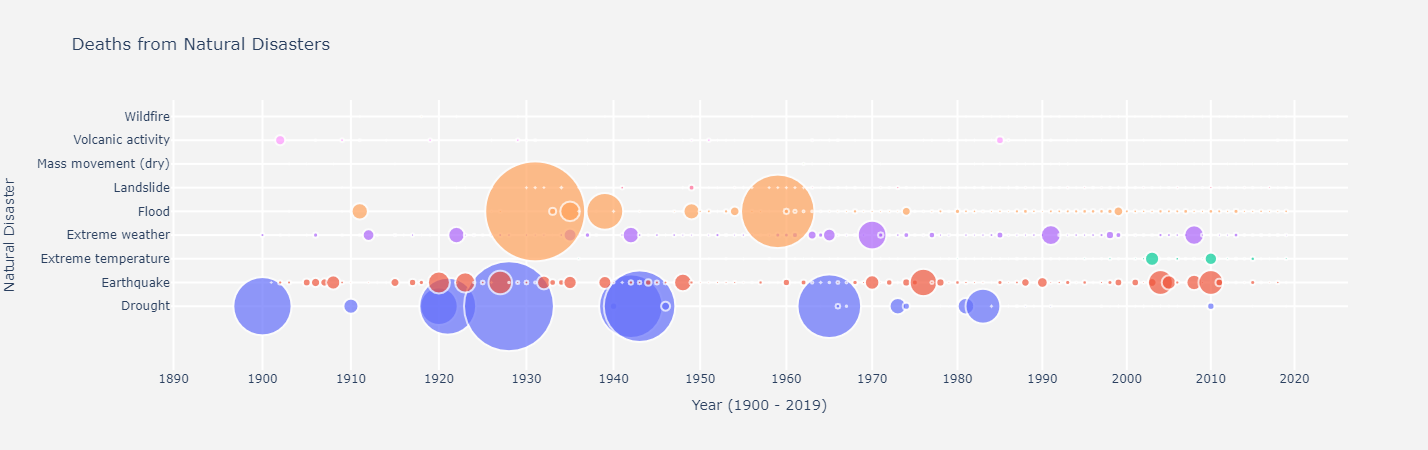 Deaths from Natural Disasters
Natural Disaster
Wildfire
Volcanic activity
Mass movement (dry)
Landslide
Flood
Extreme weather
Extreme temperature
Earthquake
Drought
1890 1900 1910 1920 1930 1940 1950 1960 1970 1980 1990 2000 2010 2020
Year (1900 - 2019)